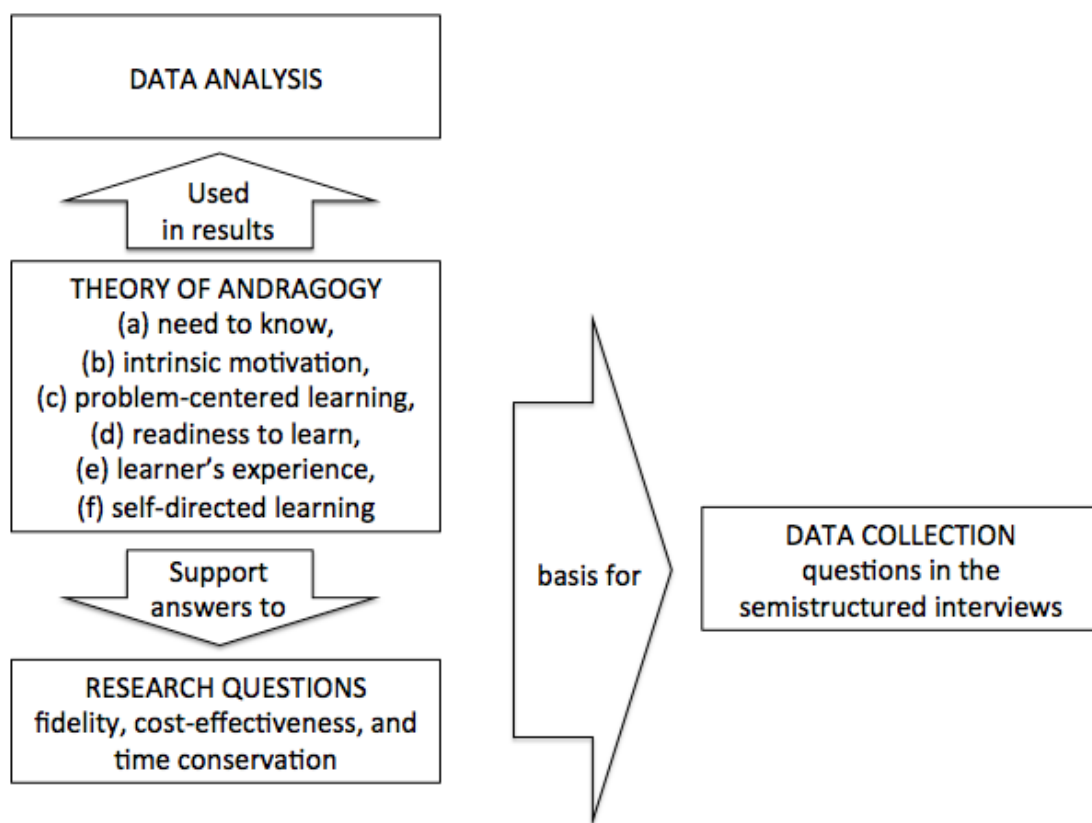 DATA ANALYSIS
Used
in results
THEORY OF ANDRAGOGY
(a) need to know,
(b) intrinsic motivation,
(c) problem-centered learning,
(d) readiness to learn,
(e) learner’s experience,
(f) self-directed learning
Support
answers to
RESEARCH QUESTIONS
fidelity, cost-effectiveness, and
time conservation
basis for
DATA COLLECTION
questions in the
semistructured interviews